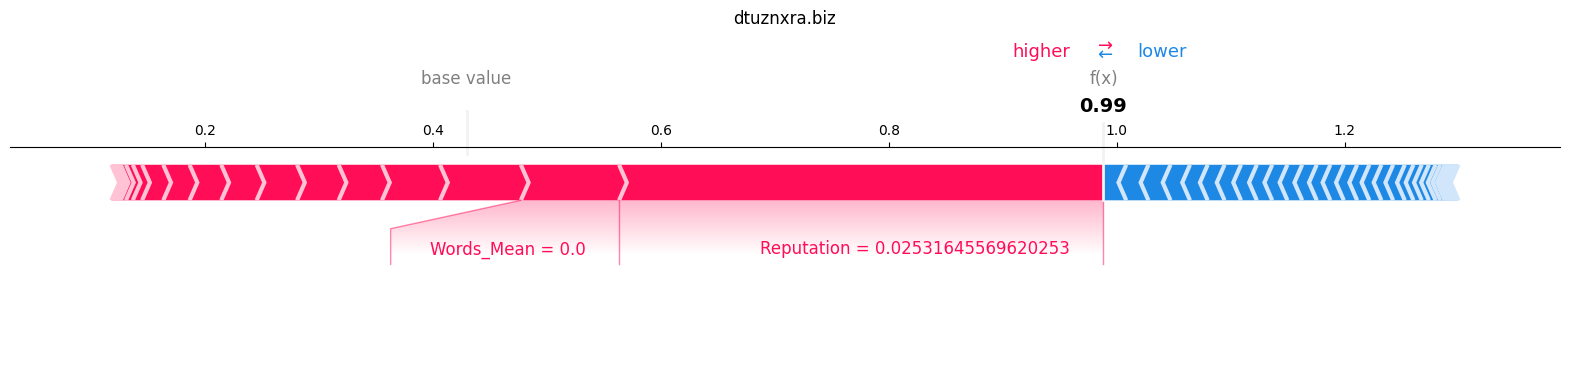 dtuznxra.biz
higher → ← lower
base value
f(x)
0.99
0.2 0.4 0.6 0.8 1.0 1.2
Words_Mean = 0.0
Reputation = 0.02531645569620253